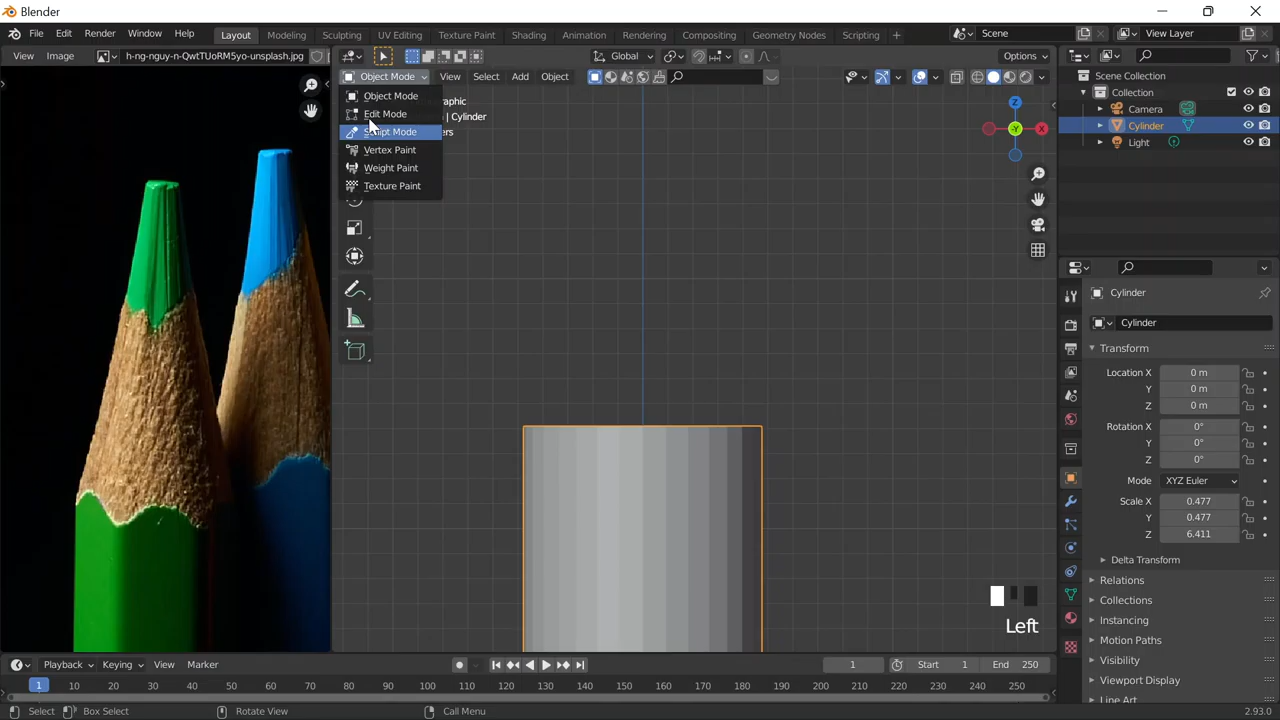 Blender
File Edit Render Window Help Layout Modeling Sculpting UV Editing Texture Paint Shading Animation Rendering Compositing Geometry Nodes Scripting + Scene View Layer
View Image h-ng-nguy-n-QwtTUoRM5yo-unsplash.jpg Global Options
Object Mode View Select Add Object
Object Mode
Edit Mode
Sculpt Mode
Vertex Paint
Weight Paint
Texture Paint
graphic
| Cylinder
ers
Z
Y
X
Scene Collection
Collection
Camera
Cylinder
Light
Cylinder
Cylinder
Transform
Location X 0 m
Y 0 m
Z 0 m
Rotation X 0°
Y 0°
Z 0°
Mode XYZ Euler
Scale X 0.477
Y 0.477
Z 6.411
Delta Transform
Relations
Collections
Instancing
Motion Paths
Visibility
Viewport Display
Line Art
Left
Playback Keying View Marker 1 Start 1 End 250
1 10 20 30 40 50 60 70 80 90 100 110 120 130 140 150 160 170 180 190 200 210 220 230 240 250
Select Box Select Rotate View Call Menu 2.93.0